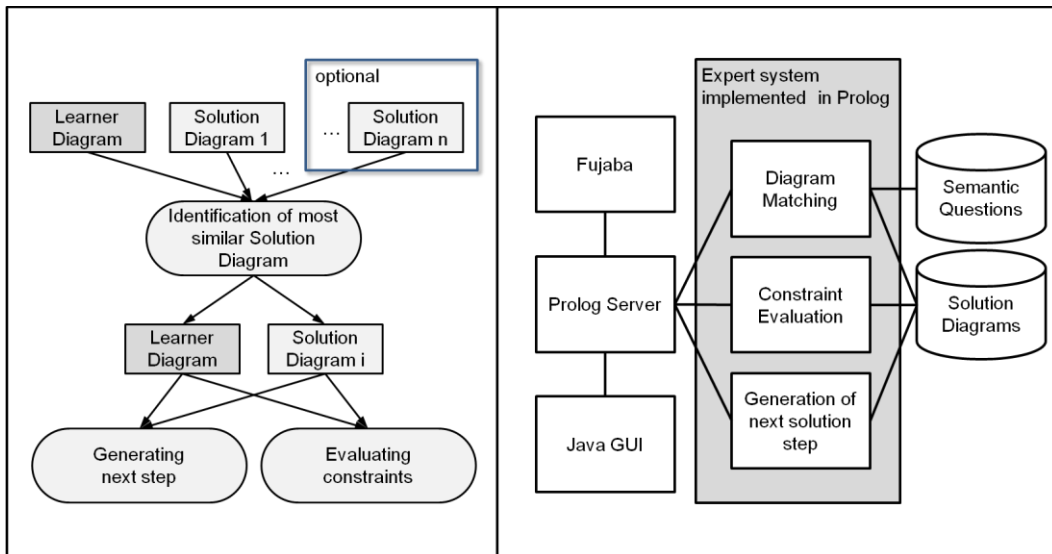 optional
Learner
Diagram
Solution
Diagram 1
...
...
Solution
Diagram n
Identification of most
similar Solution
Diagram
Learner
Diagram
Solution
Diagram i
Generating
next step
Evaluating
constraints
Expert system
implemented in Prolog
Fujaba
Diagram
Matching
Semantic
Questions
Prolog Server
Constraint
Evaluation
Solution
Diagrams
Java GUI
Generation of
next solution
step